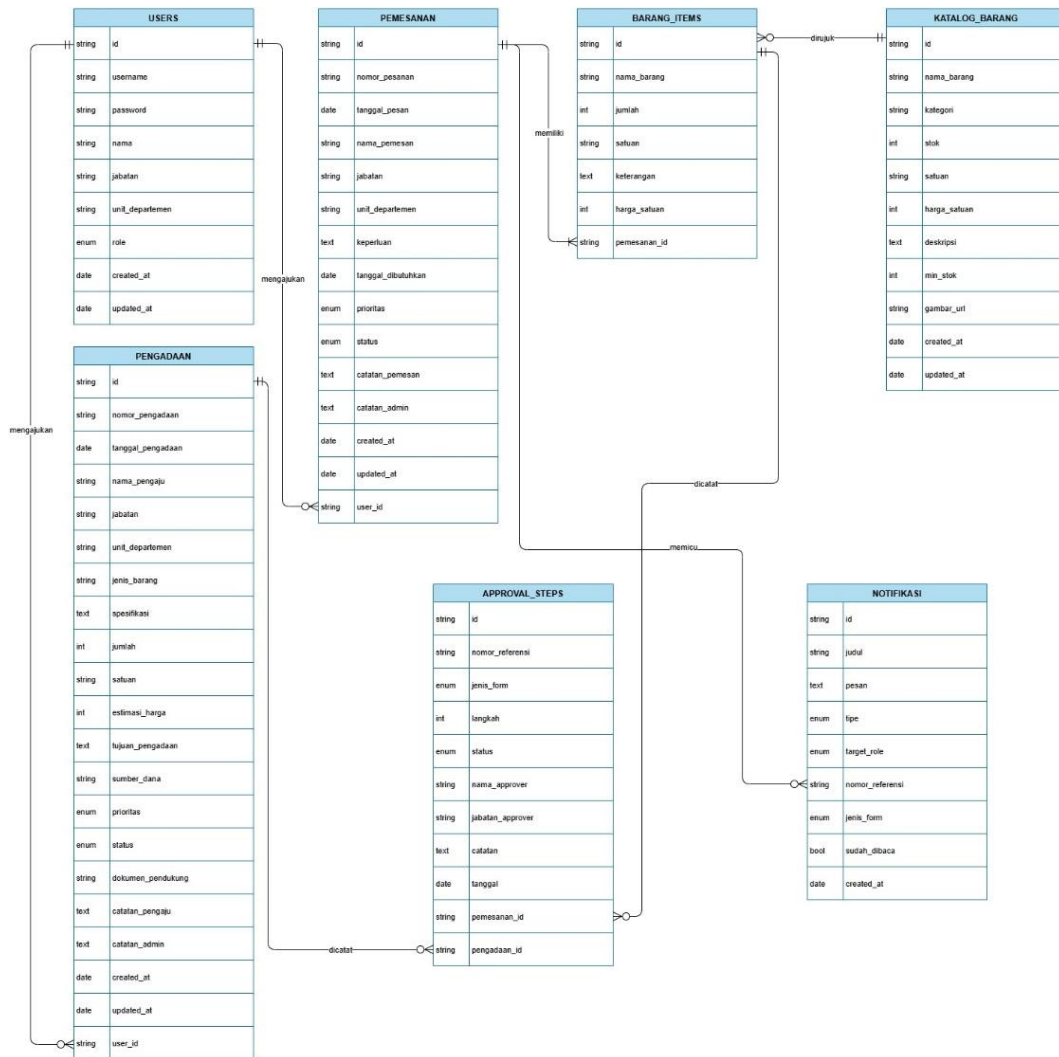 USERS
string id
string username
string password
string nama
string jabatan
string unit_departemen
enum role
date created_at
date updated_at
PEMESANAN
string id
string nomor_pesanan
date tanggal_pesan
string nama_pemesan
string jabatan
string unit_departemen
text keperluan
date tanggal_dibutuhkan
enum prioritas
enum status
text catatan_pemesan
text catatan_admin
date created_at
date updated_at
string user_id
BARANG_ITEMS
string id
string nama_barang
int jumlah
string satuan
text keterangan
int harga_satuan
string pemesanan_id
KATALOG_BARANG
string id
string nama_barang
string kategori
int stok
string satuan
int harga_satuan
text deskripsi
int min_stok
string gambar_url
date created_at
date updated_at
dirujuk
memiliki
mengajukan
mengajukan
dicatat
memicu
dicatat
PENGADAAN
string id
string nomor_pengadaan
date tanggal_pengadaan
string nama_pengaju
string jabatan
string unit_departemen
string jenis_barang
text spesifikasi
int jumlah
string satuan
int estimasi_harga
text tujuan_pengadaan
string sumber_dana
enum prioritas
enum status
string dokumen_pendukung
text catatan_pengaju
text catatan_admin
date created_at
date updated_at
string user_id
APPROVAL_STEPS
string id
string nomor_referensi
enum jenis_form
int langkah
enum status
string nama_approver
string jabatan_approver
text catatan
date tanggal
string pemesanan_id
string pengadaan_id
NOTIFIKASI
string id
string judul
text pesan
enum tipe
enum target_role
string nomor_referensi
enum jenis_form
bool sudah_dibaca
date created_at